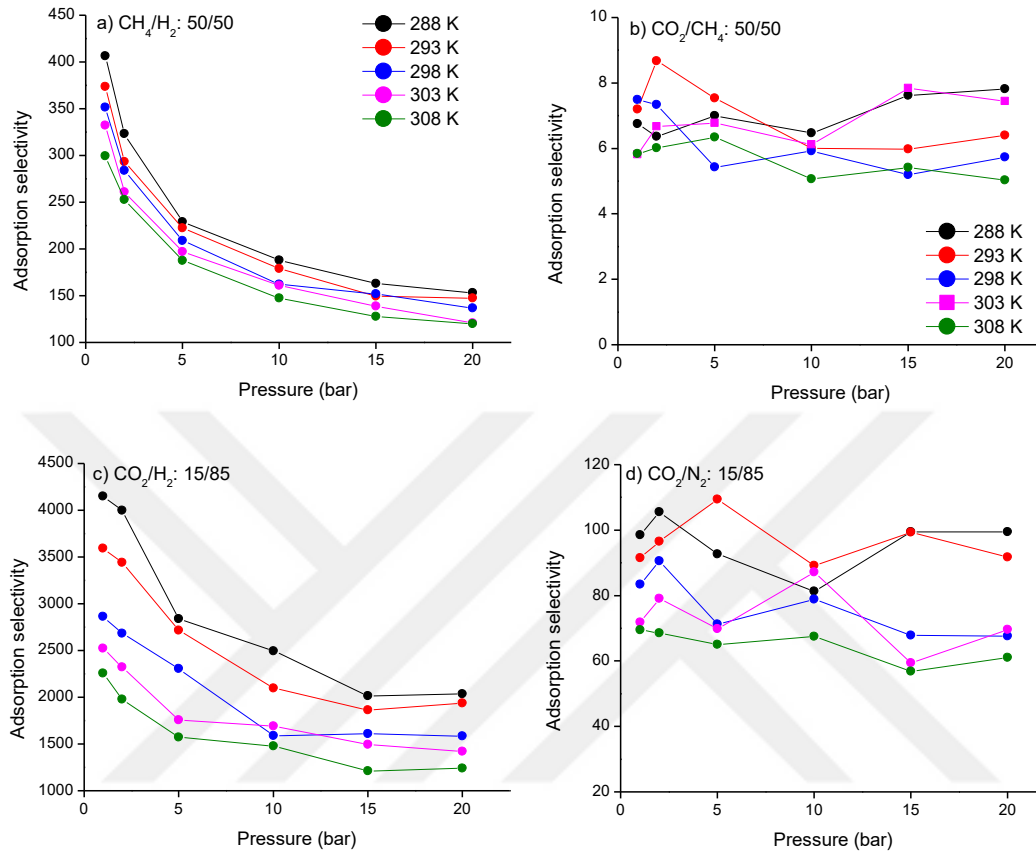 a) CH₄/H₂: 50/50
288 K
293 K
298 K
303 K
308 K
450
400
350
300
250
200
150
100
0
5
10
15
20
Adsorption selectivity
Pressure (bar)
b) CO₂/CH₄: 50/50
288 K
293 K
298 K
303 K
308 K
10
8
6
4
2
0
0
5
10
15
20
Adsorption selectivity
Pressure (bar)
c) CO₂/H₂: 15/85
4500
4000
3500
3000
2500
2000
1500
1000
0
5
10
15
20
Adsorption selectivity
Pressure (bar)
d) CO₂/N₂: 15/85
120
100
80
60
40
20
0
5
10
15
20
Adsorption selectivity
Pressure (bar)